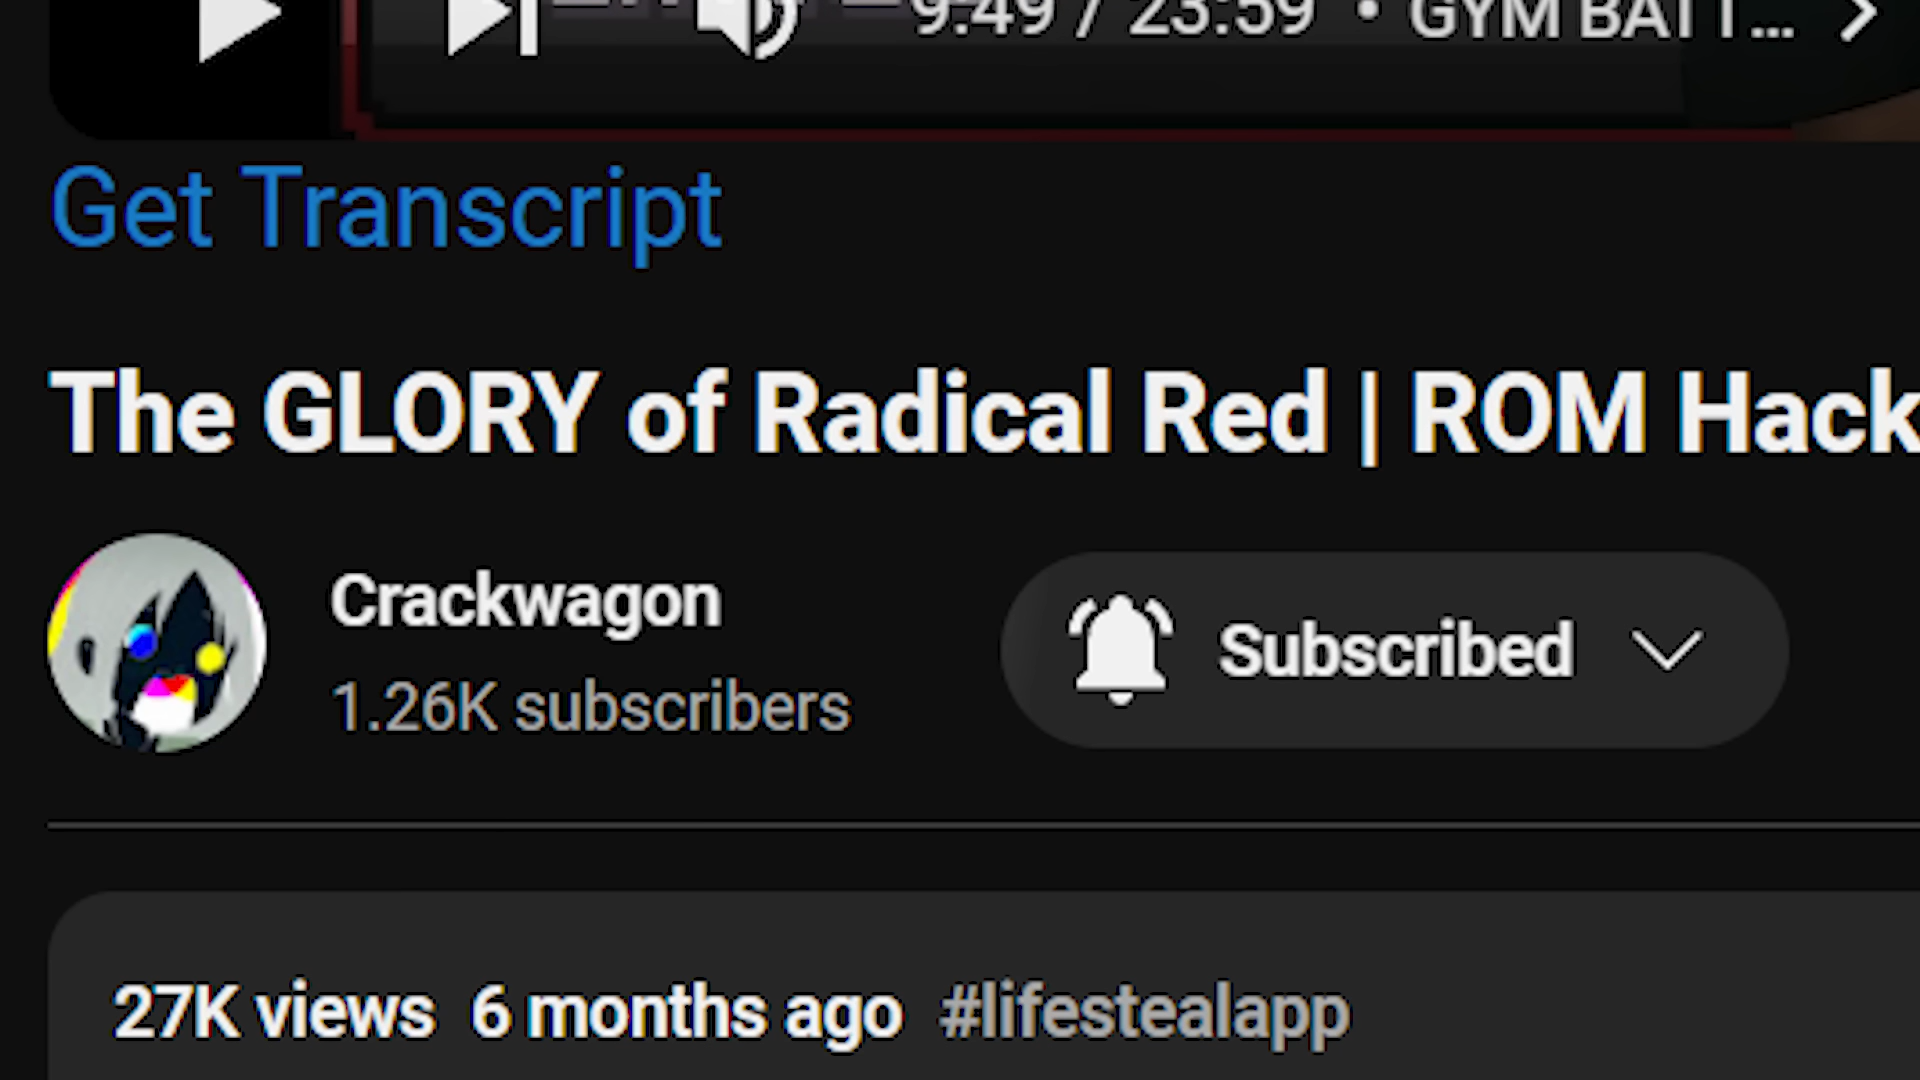 9:49 / 23:59 • GYM BATT...
Get Transcript
The GLORY of Radical Red | ROM Hack
Crackwagon
1.26K subscribers
Subscribed
27K views 6 months ago #lifestealapp